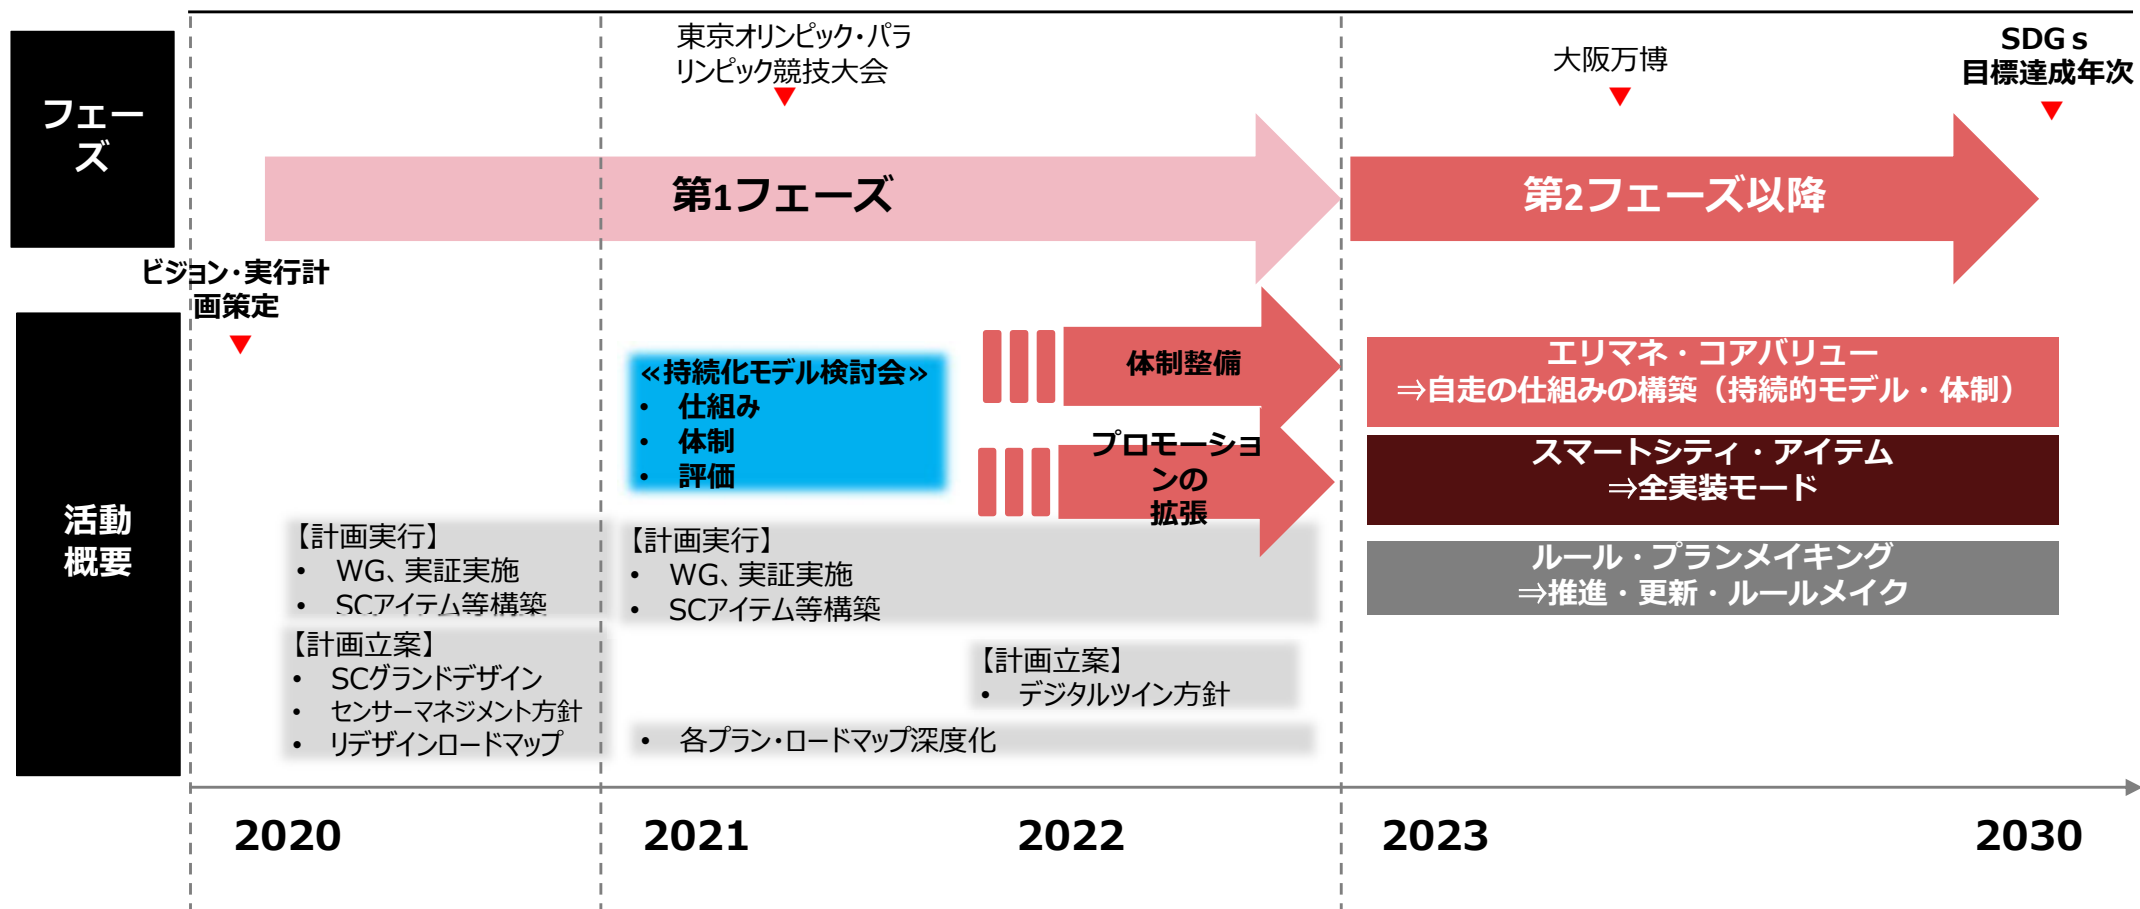 東京オリンピック・パラ
リンピック競技大会
大阪万博
SDGｓ
目標達成年次
フェー
ズ
第1フェーズ
第2フェーズ以降
ビジョン・実行計
画策定
活動
概要
«持続化モデル検討会»
• 仕組み
• 体制
• 評価
体制整備
プロモーショ
ンの
拡張
エリマネ・コアバリュー
⇒自走の仕組みの構築（持続的モデル・体制）
スマートシティ・アイテム
⇒全実装モード
ルール・プランメイキング
⇒推進・更新・ルールメイク
【計画実行】
• WG、実証実施
• SCアイテム等構築
【計画実行】
• WG、実証実施
• SCアイテム等構築
【計画立案】
• SCグランドデザイン
• センサーマネジメント方針
• リデザインロードマップ
【計画立案】
• デジタルツイン方針
• 各プラン・ロードマップ深度化
2020
2021
2022
2023
2030